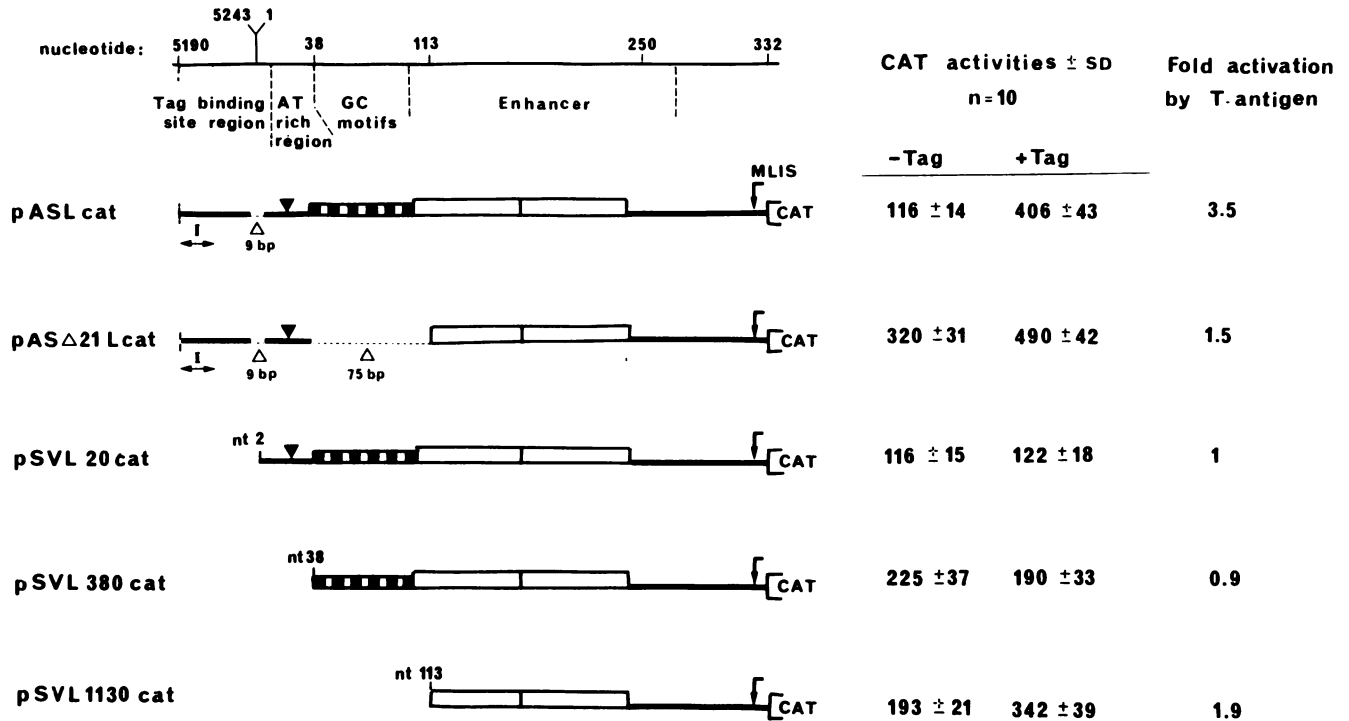 5243 1
nucleotide: 5190 38 113 250 332
Tag binding site region AT rich région GC motifs Enhancer
CAT activities ± SD
n=10
Fold activation by T-antigen
-Tag +Tag
MLIS
pASL cat CAT 116 ±14 406 ±43 3.5
I △ 9 bp
pAS△21 Lcat CAT 320 ±31 490 ±42 1.5
I △ 9 bp △ 75 bp
nt 2
pSVL 20 cat CAT 116 ±15 122 ±18 1
nt 38
pSVL 380 cat CAT 225 ±37 190 ±33 0.9
nt 113
pSVL1130 cat CAT 193 ±21 342 ±39 1.9